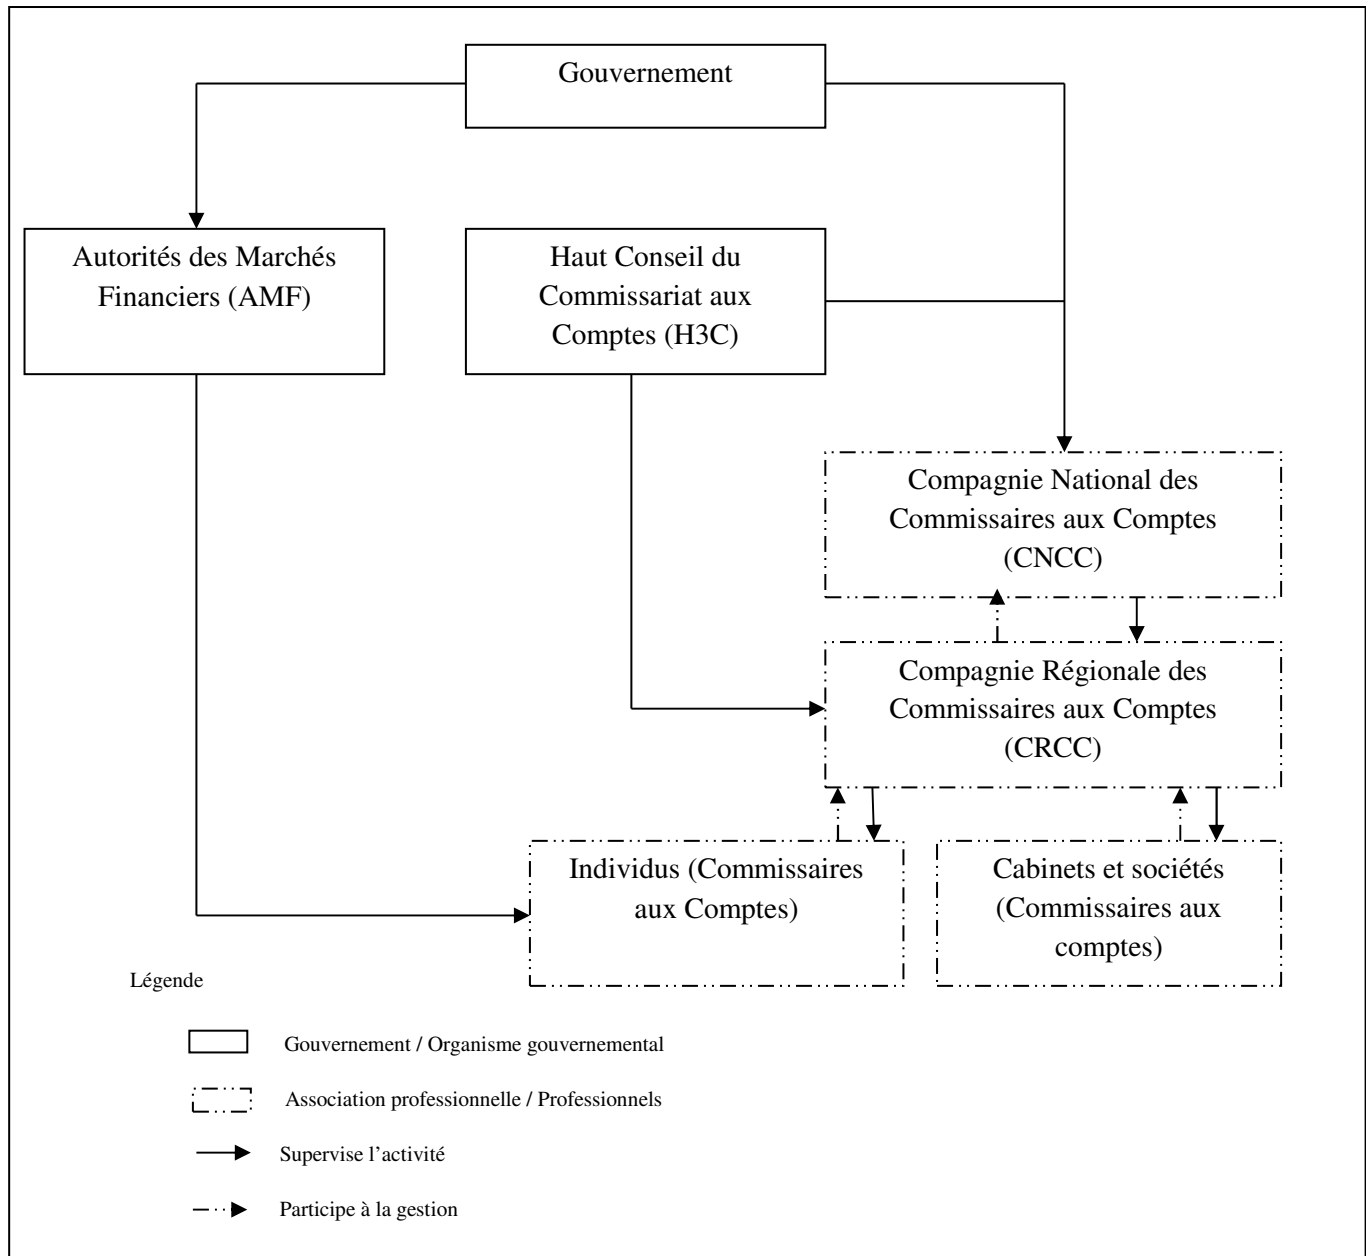 Gouvernement
Autorités des Marchés
Financiers (AMF)
Haut Conseil du
Commissariat aux
Comptes (H3C)
Compagnie National des
Commissaires aux Comptes
(CNCC)
Compagnie Régionale des
Commissaires aux Comptes
(CRCC)
Individus (Commissaires
aux Comptes)
Cabinets et sociétés
(Commissaires aux
comptes)
Légende
Gouvernement / Organisme gouvernemental
Association professionnelle / Professionnels
Supervise l’activité
Participe à la gestion